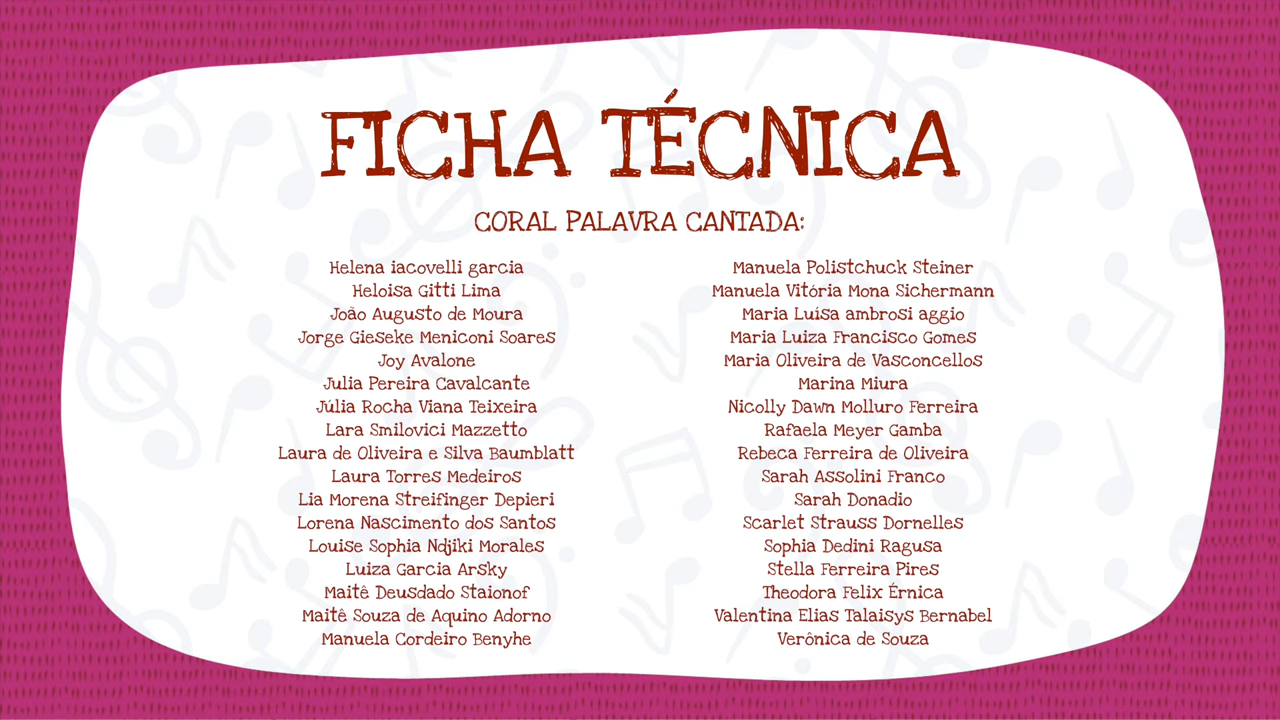 FICHA TÉCNICA
CORAL PALAVRA CANTADA:
Helena iacovelli garcia
Heloisa Gitti Lima
João Augusto de Moura
Jorge Gieseke Meniconi Soares
Joy Avalone
Julia Pereira Cavalcante
Júlia Rocha Viana Teixeira
Lara Smilovici Mazzetto
Laura de Oliveira e Silva Baumblatt
Laura Torres Medeiros
Lia Morena Streifinger Depieri
Lorena Nascimento dos Santos
Louise Sophia Ndjiki Morales
Luiza Garcia Arsky
Maitê Deusdado Staionof
Maitê Souza de Aquino Adorno
Manuela Cordeiro Benyhe
Manuela Polistchuck Steiner
Manuela Vitória Mona Sichermann
Maria Luísa ambrosi aggio
Maria Luiza Francisco Gomes
Maria Oliveira de Vasconcellos
Marina Miura
Nicolly Dawn Molluro Ferreira
Rafaela Meyer Gamba
Rebeca Ferreira de Oliveira
Sarah Assolini Franco
Sarah Donadio
Scarlet Strauss Dornelles
Sophia Dedini Ragusa
Stella Ferreira Pires
Theodora Felix Érnica
Valentina Elias Talaisys Bernabel
Verônica de Souza